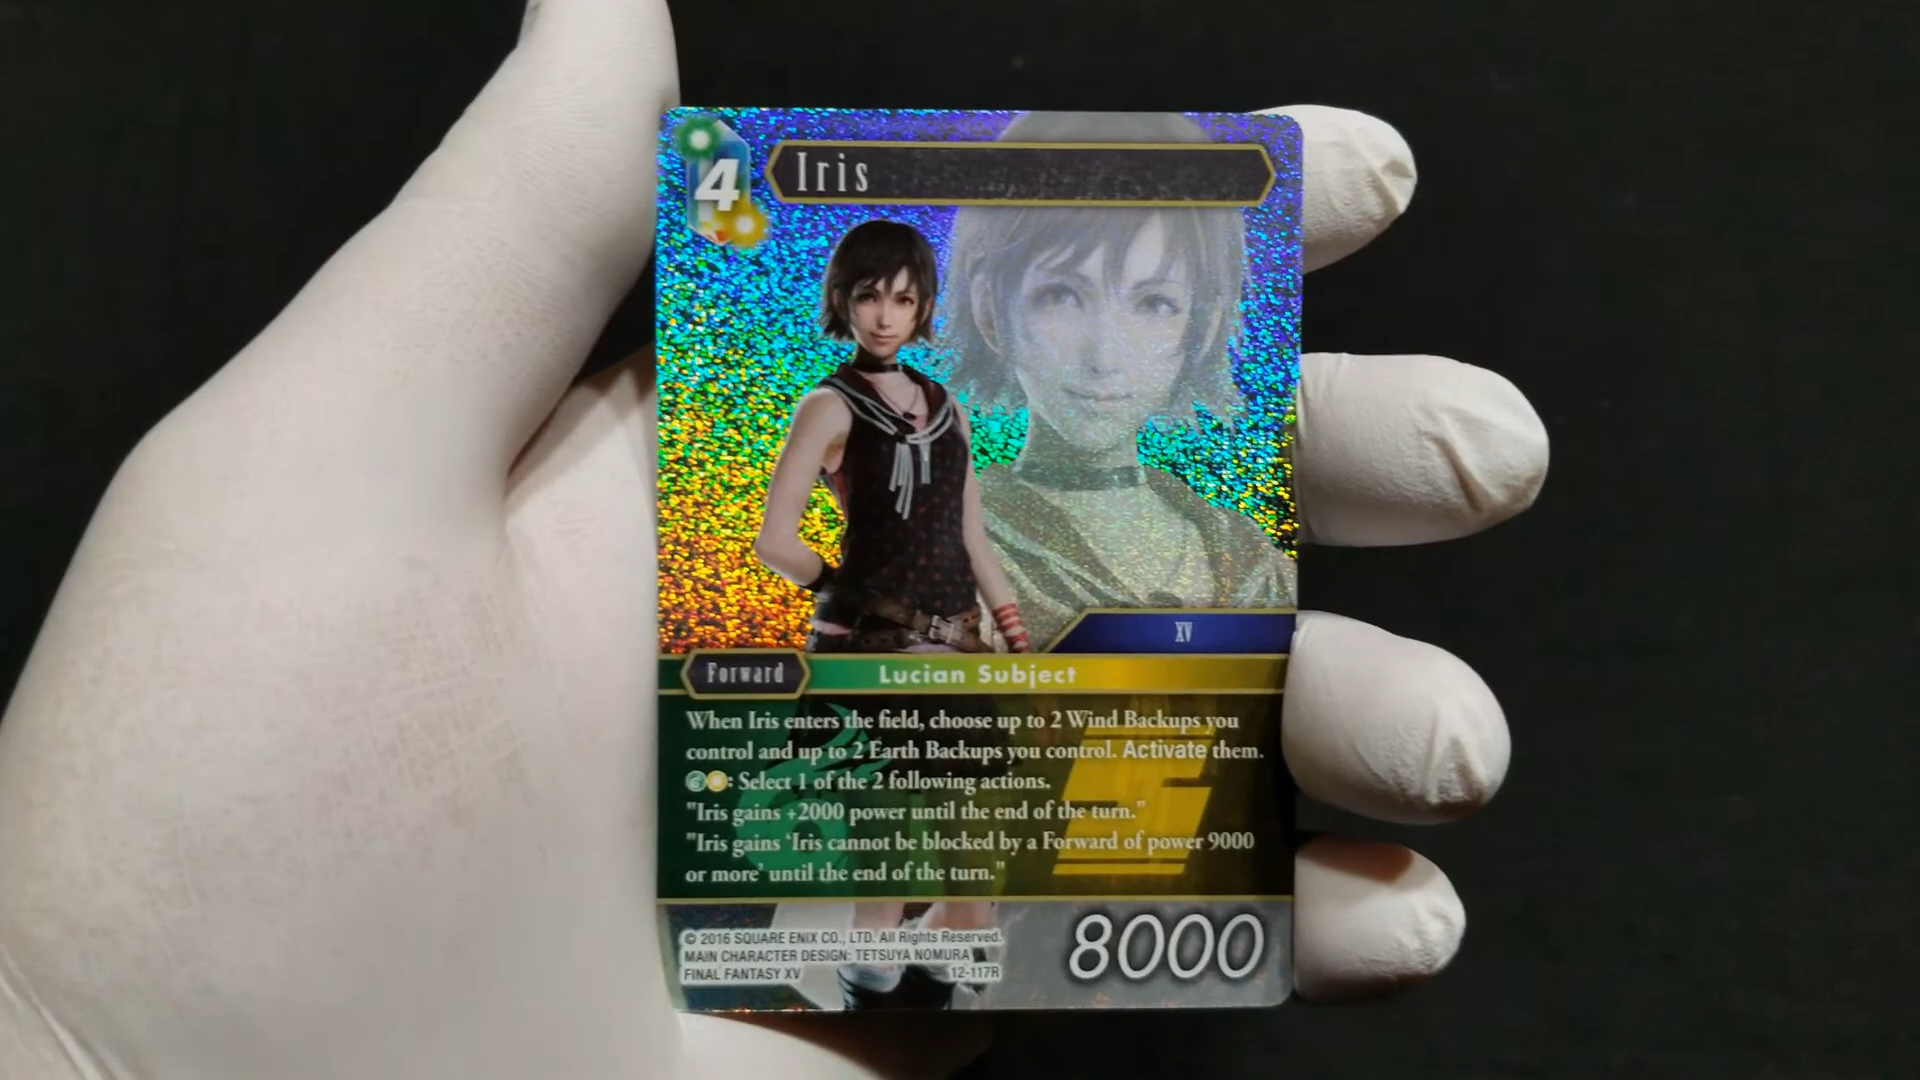 4
Iris
XV
Forward
Lucian Subject
When Iris enters the field, choose up to 2 Wind Backups you
control and up to 2 Earth Backups you control. Activate them.
: Select 1 of the 2 following actions.
"Iris gains +2000 power until the end of the turn."
"Iris gains ‘Iris cannot be blocked by a Forward of power 9000
or more’ until the end of the turn."
© 2016 SQUARE ENIX CO., LTD. All Rights Reserved.
MAIN CHARACTER DESIGN: TETSUYA NOMURA
FINAL FANTASY XV 12-117R
8000